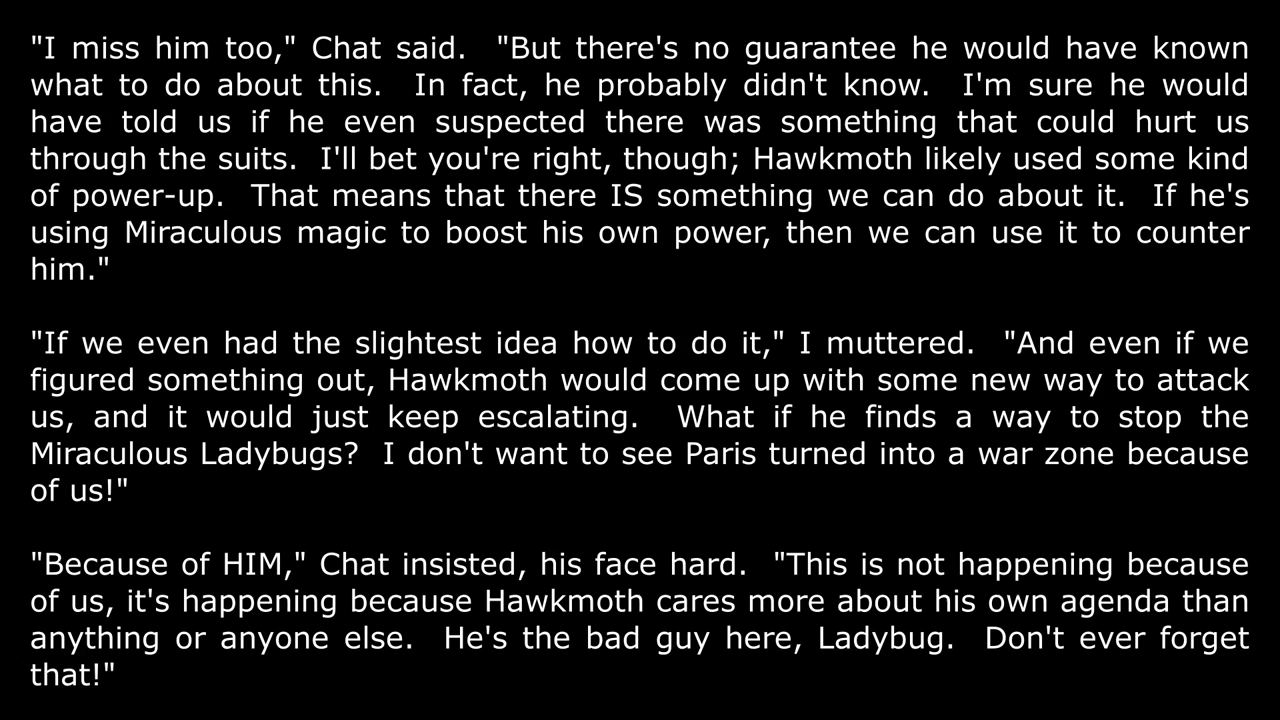 "I miss him too," Chat said.  "But there's no guarantee he would have known
what to do about this.  In fact, he probably didn't know.  I'm sure he would
have told us if he even suspected there was something that could hurt us
through the suits.  I'll bet you're right, though; Hawkmoth likely used some kind
of power-up.  That means that there IS something we can do about it.  If he's
using Miraculous magic to boost his own power, then we can use it to counter
him."

"If we even had the slightest idea how to do it," I muttered.  "And even if we
figured something out, Hawkmoth would come up with some new way to attack
us, and it would just keep escalating.  What if he finds a way to stop the
Miraculous Ladybugs?  I don't want to see Paris turned into a war zone because
of us!"

"Because of HIM," Chat insisted, his face hard.  "This is not happening because
of us, it's happening because Hawkmoth cares more about his own agenda than
anything or anyone else.  He's the bad guy here, Ladybug.  Don't ever forget
that!"